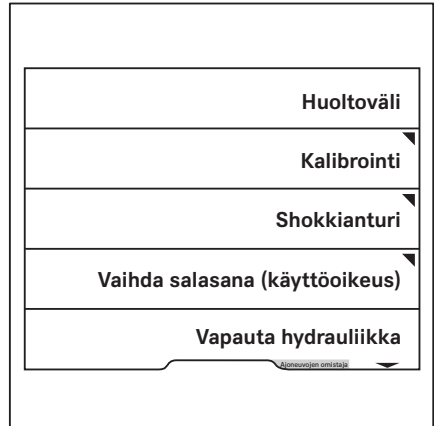 Huoltoväli
Kalibrointi
Shokkianturi
Vaihda salasana (käyttöoikeus)
Vapauta hydrauliikka
Ajoneuvojen omistaja